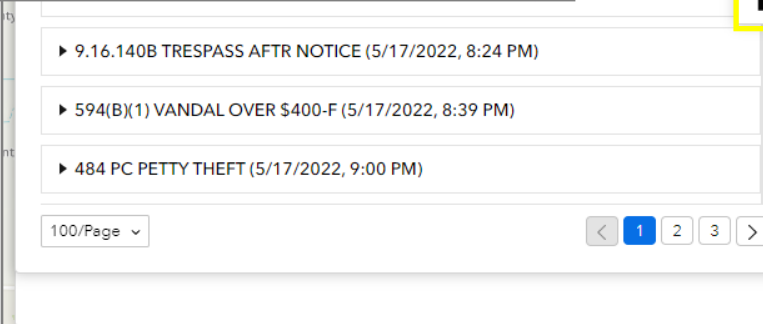 9.16.140B TRESPASS AFTR NOTICE (5/17/2022, 8:24 PM)
594(B)(1) VANDAL OVER $400-F (5/17/2022, 8:39 PM)
484 PC PETTY THEFT (5/17/2022, 9:00 PM)
100/Page 1 2 3